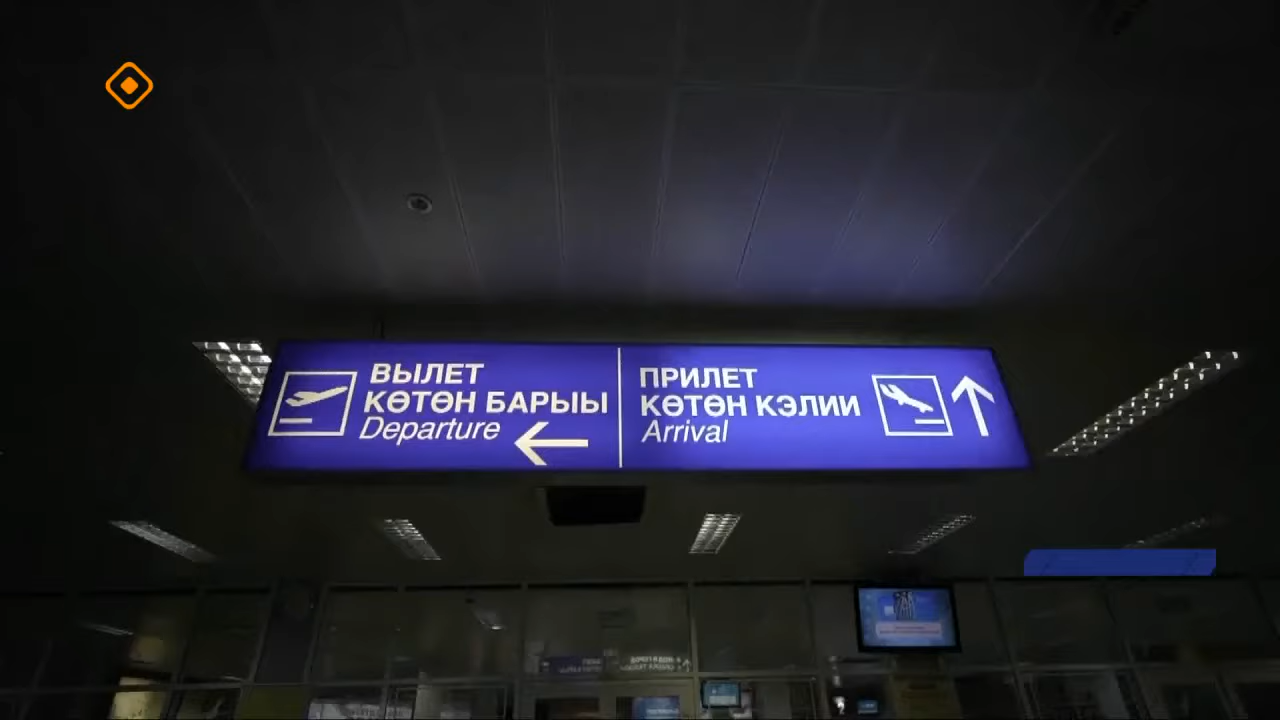 ВЫЛЕТ
КӨТӨН БАРЫЫ
Departure
ПРИЛЕТ
КӨТӨН КЭЛИИ
Arrival